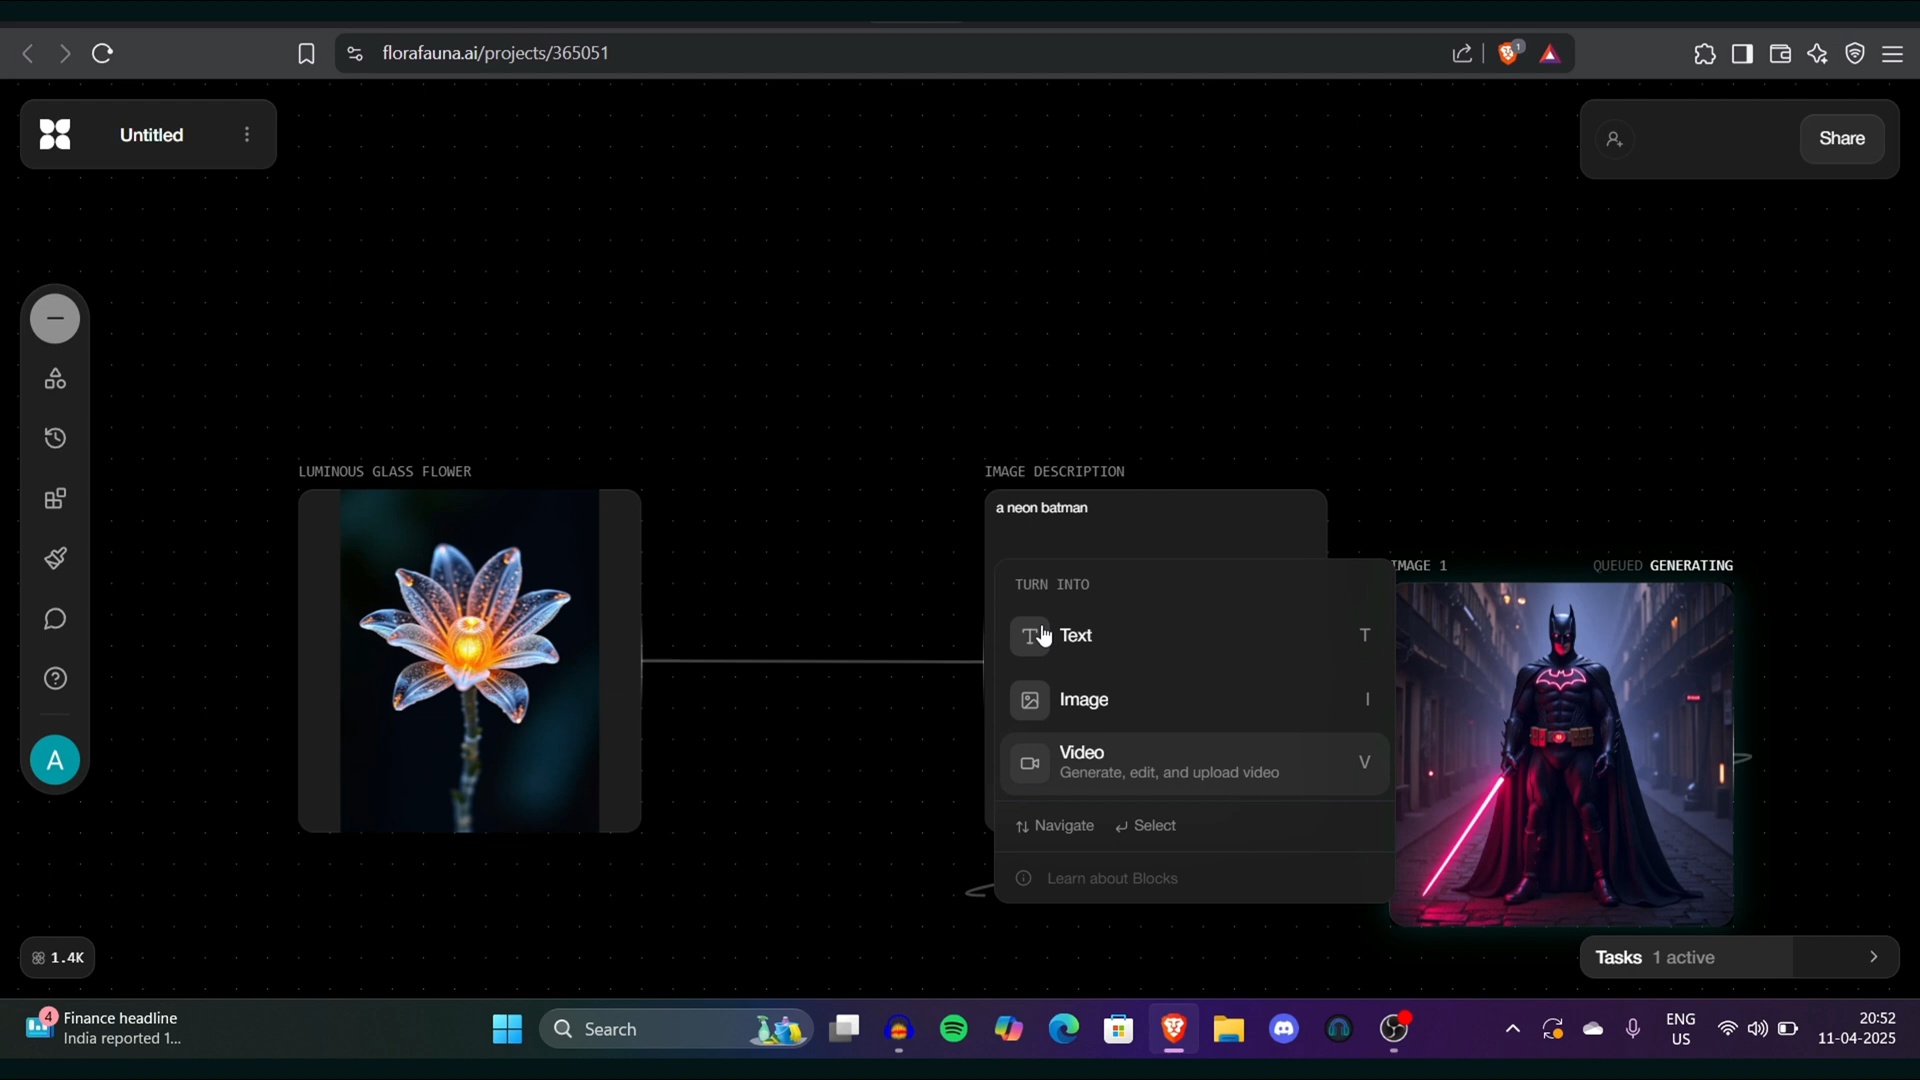 florafauna.ai/projects/365051
1
Untitled
Share
LUMINOUS GLASS FLOWER
IMAGE DESCRIPTION
a neon batman
TURN INTO
Text T
Image I
Video
Generate, edit, and upload video V
Navigate Select
Learn about Blocks
IMAGE 1 QUEUED GENERATING
A
1.4K
Tasks 1 active >
4
Finance headline
India reported 1...
Search
ENG
US
20:52
11-04-2025